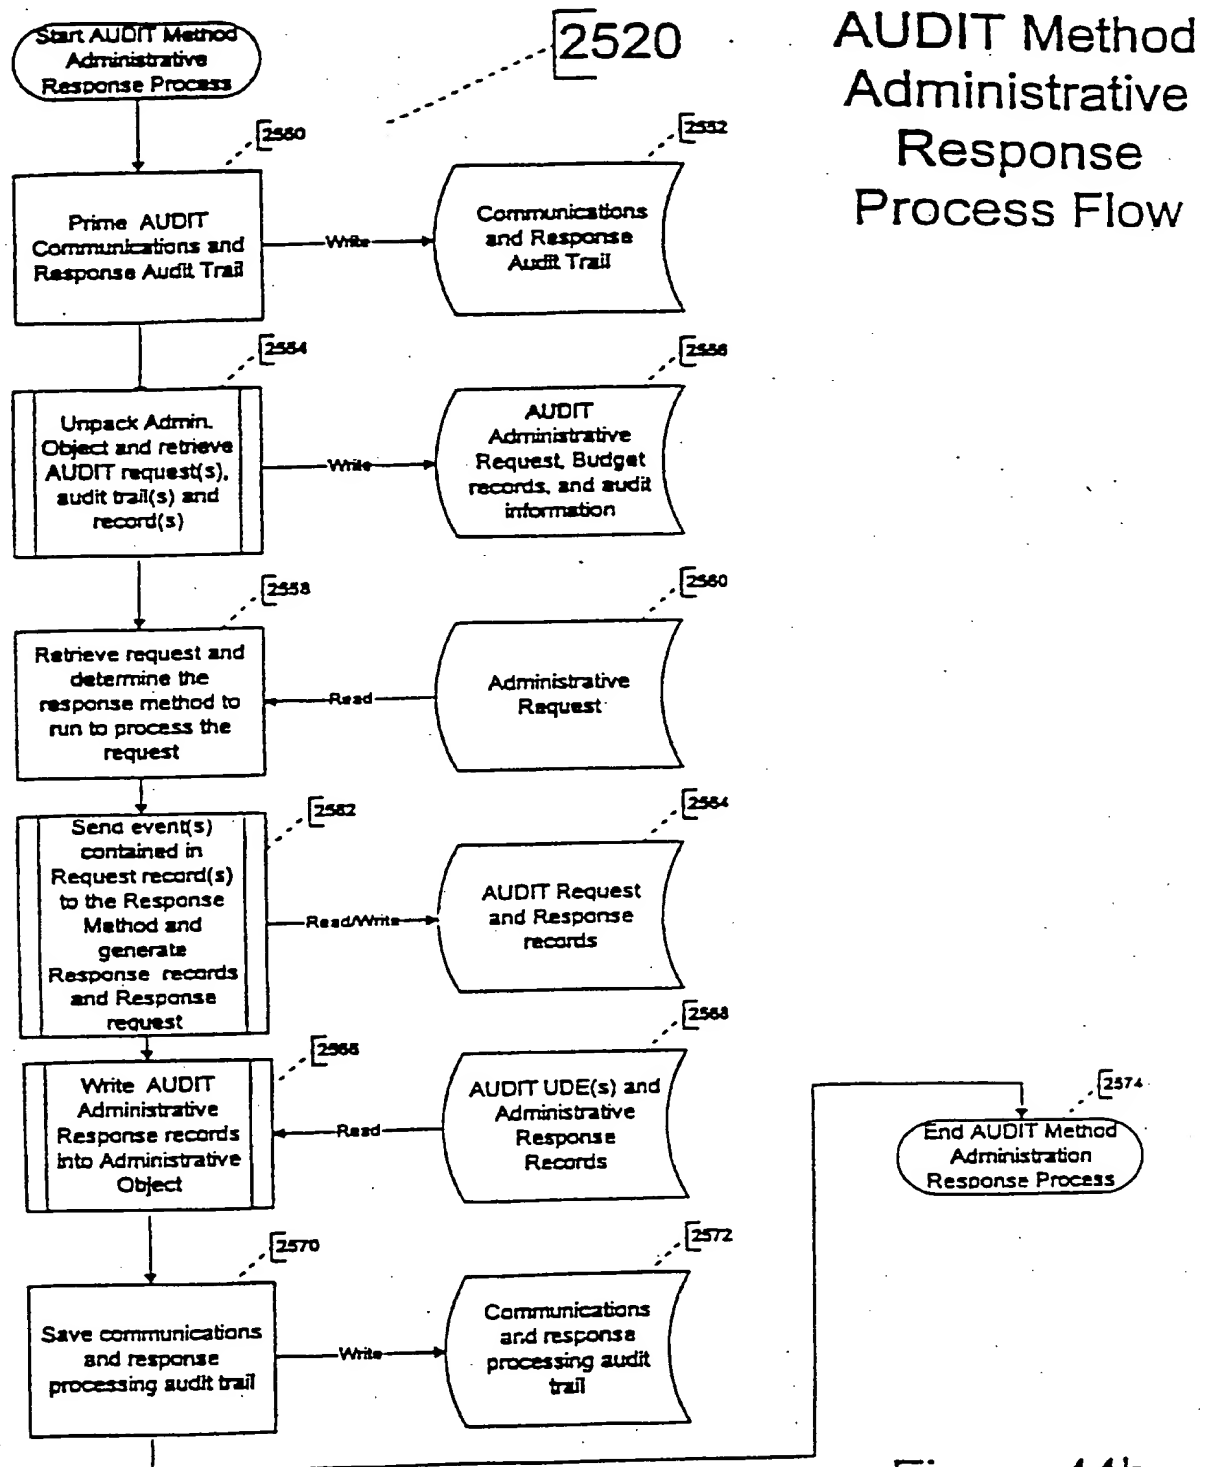 AUDIT Method
Administrative
Response
Process Flow
2520
Start AUDIT Method
Administrative
Response Process
2550
Prime AUDIT
Communications and
Response Audit Trail
Write
2552
Communications
and Response
Audit Trail
2554
Unpack Admin.
Object and retrieve
AUDIT request(s),
audit trail(s) and
record(s)
Write
2556
AUDIT
Administrative
Request, Budget
records, and audit
information
2558
Retrieve request and
determine the
response method to
run to process the
request
Read
2560
Administrative
Request
2562
Send event(s)
contained in
Request record(s)
to the Response
Method and
generate
Response records
and Response
request
Read/Write
2564
AUDIT Request
and Response
records
2566
Write AUDIT
Administrative
Response records
into Administrative
Object
Read
2568
AUDIT UDE(s) and
Administrative
Response
Records
2570
Save communications
and response
processing audit trail
Write
2572
Communications
and response
processing audit
trail
2574
End AUDIT Method
Administration
Response Process